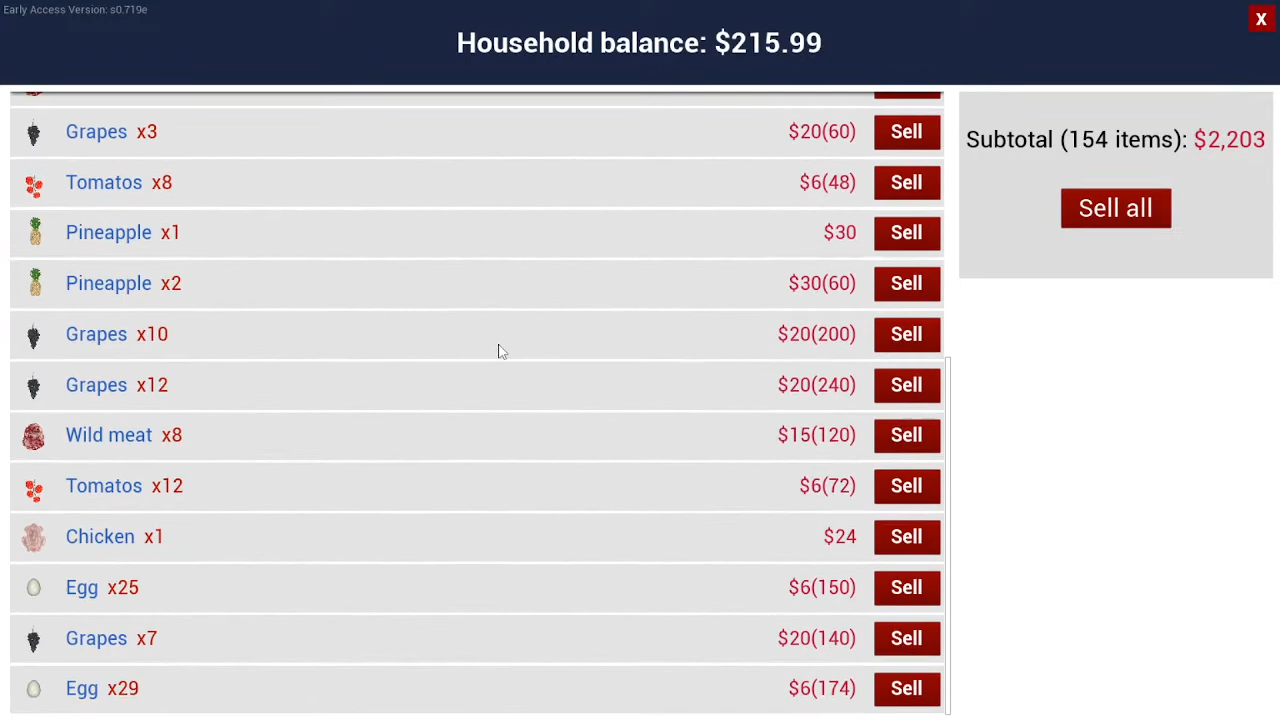 Early Access Version: s0.719e
X
Household balance: $215.99
Grapes x3 $20(60) Sell
Tomatos x8 $6(48) Sell
Pineapple x1 $30 Sell
Pineapple x2 $30(60) Sell
Grapes x10 $20(200) Sell
Grapes x12 $20(240) Sell
Wild meat x8 $15(120) Sell
Tomatos x12 $6(72) Sell
Chicken x1 $24 Sell
Egg x25 $6(150) Sell
Grapes x7 $20(140) Sell
Egg x29 $6(174) Sell
Subtotal (154 items): $2,203
Sell all